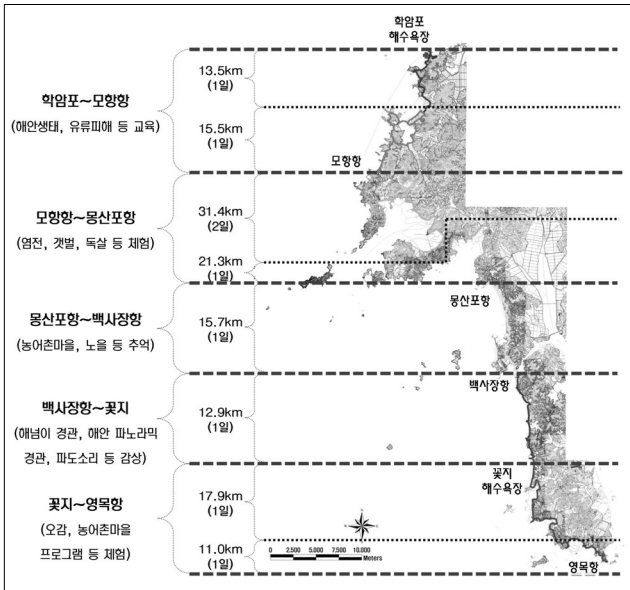 학암포
해수욕장
13.5km
(1일)
학암포~모항항
(해안생태, 유류피해 등 교육)
15.5km
(1일)
모항항
모항항~몽산포항
(염전, 갯벌, 독살 등 체험)
31.4km
(2일)
21.3km
(1일)
몽산포항
몽산포항~백사장항
(농어촌마을, 노을 등 추억)
15.7km
(1일)
백사장항
백사장항~꽃지
(해넘이 경관, 해안 파노라믹
경관, 파도소리 등 감상)
12.9km
(1일)
꽃지
해수욕장
꽃지~영목항
(오감, 농어촌마을
프로그램 등 체험)
17.9km
(1일)
11.0km
(1일)
0 2,500 5,000 7,500 10,000
Meters
영목항